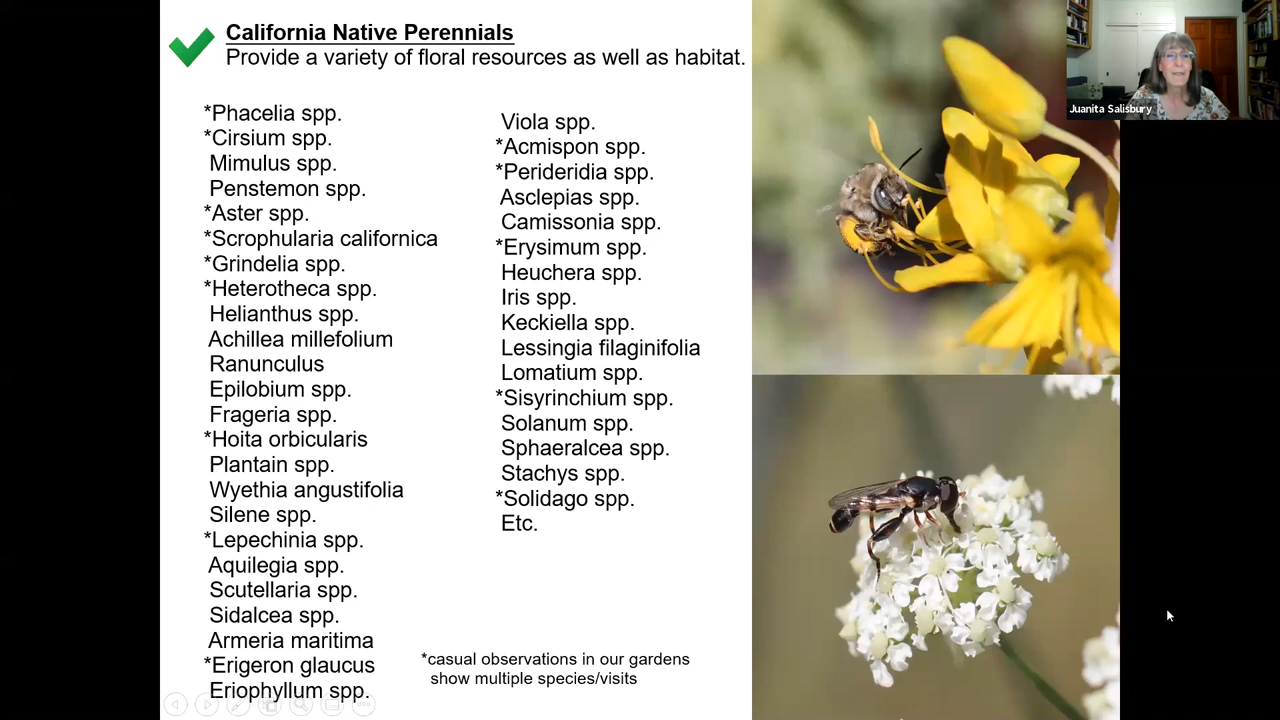 California Native Perennials
Provide a variety of floral resources as well as habitat.
*Phacelia spp.
*Cirsium spp.
Mimulus spp.
Penstemon spp.
*Aster spp.
*Scrophularia californica
*Grindelia spp.
*Heterotheca spp.
Helianthus spp.
Achillea millefolium
Ranunculus
Epilobium spp.
Frageria spp.
*Hoita orbicularis
Plantain spp.
Wyethia angustifolia
Silene spp.
*Lepechinia spp.
Aquilegia spp.
Scutellaria spp.
Sidalcea spp.
Armeria maritima
*Erigeron glaucus
Eriophyllum spp.
Viola spp.
*Acmispon spp.
*Perideridia spp.
Asclepias spp.
Camissonia spp.
*Erysimum spp.
Heuchera spp.
Iris spp.
Keckiella spp.
Lessingia filaginifolia
Lomatium spp.
*Sisyrinchium spp.
Solanum spp.
Sphaeralcea spp.
Stachys spp.
*Solidago spp.
Etc.
*casual observations in our gardens
show multiple species/visits
Juanita Salisbury